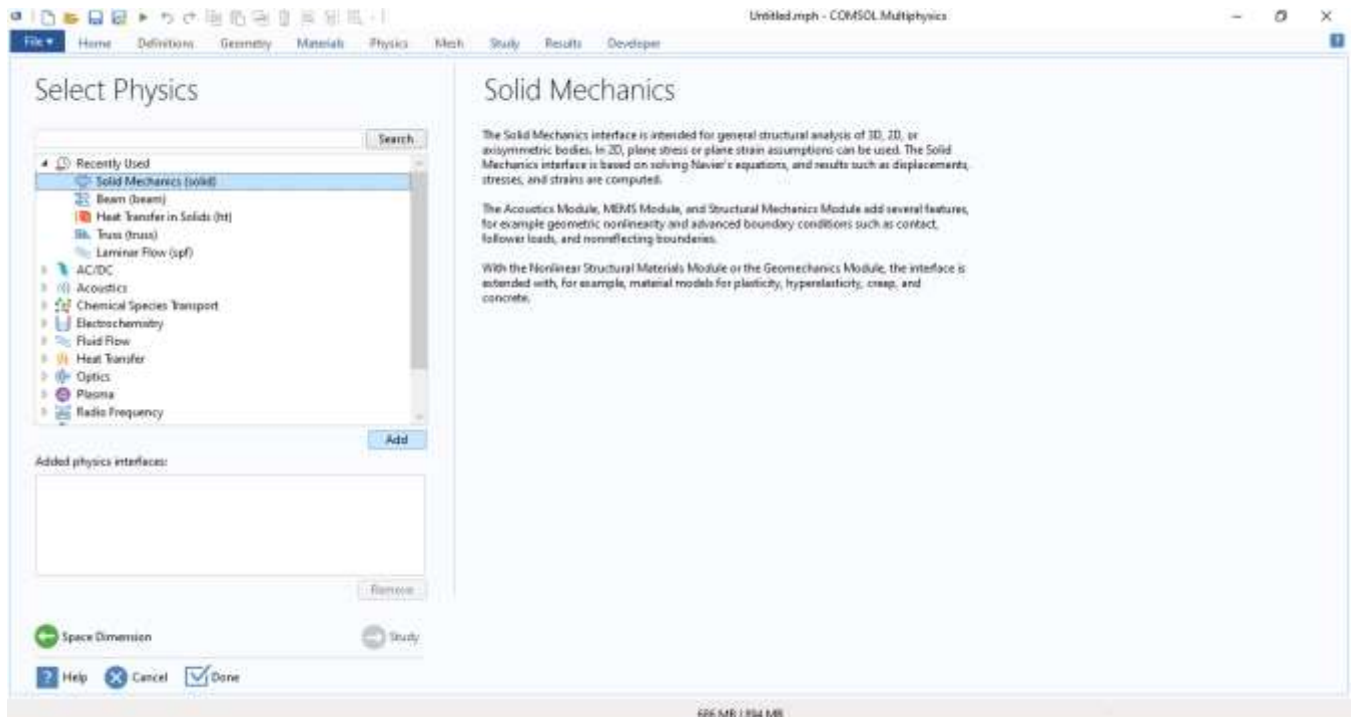 Untitled.mph - COMSOL Multiphysics
File Home Definitions Geometry Materials Physics Mesh Study Results Developer
Select Physics
Search
Recently Used
Solid Mechanics (solid)
Beam (beam)
Heat Transfer in Solids (ht)
Truss (truss)
Laminar Flow (spf)
AC/DC
Acoustics
Chemical Species Transport
Electrochemistry
Fluid Flow
Heat Transfer
Optics
Plasma
Radio Frequency
Add
Added physics interfaces:
Remove
Space Dimension
Study
Help Cancel Done
Solid Mechanics
The Solid Mechanics interface is intended for general structural analysis of 3D, 2D, or
axisymmetric bodies. In 2D, plane stress or plane strain assumptions can be used. The Solid
Mechanics interface is based on solving Navier's equations, and results such as displacements,
stresses, and strains are computed.
The Acoustics Module, MEMS Module, and Structural Mechanics Module add several features,
for example geometric nonlinearity and advanced boundary conditions such as contact,
follower loads, and nonreflecting boundaries.
With the Nonlinear Structural Materials Module or the Geomechanics Module, the interface is
extended with, for example, material models for plasticity, hyperelasticity, creep, and
concrete.
686 MB | 894 MB